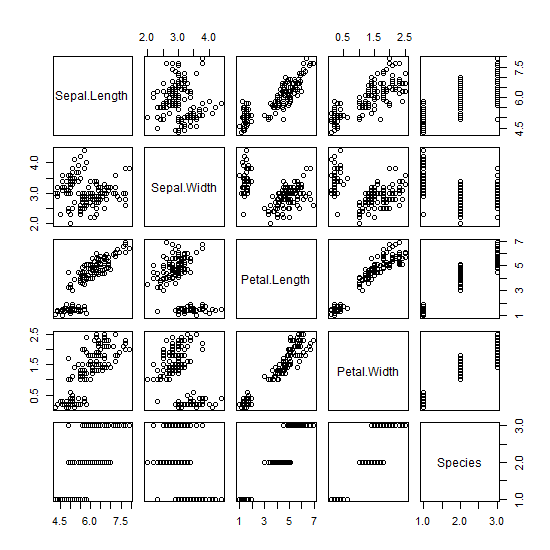 2.0 3.0 4.0
0.5 1.5 2.5
Sepal.Length
4.5 6.0 7.5
2.0 3.0 4.0
Sepal.Width
Petal.Length
1 3 5 7
0.5 1.5 2.5
Petal.Width
Species
1.0 2.0 3.0
4.5 6.0 7.5
1 3 5 7
1.0 2.0 3.0